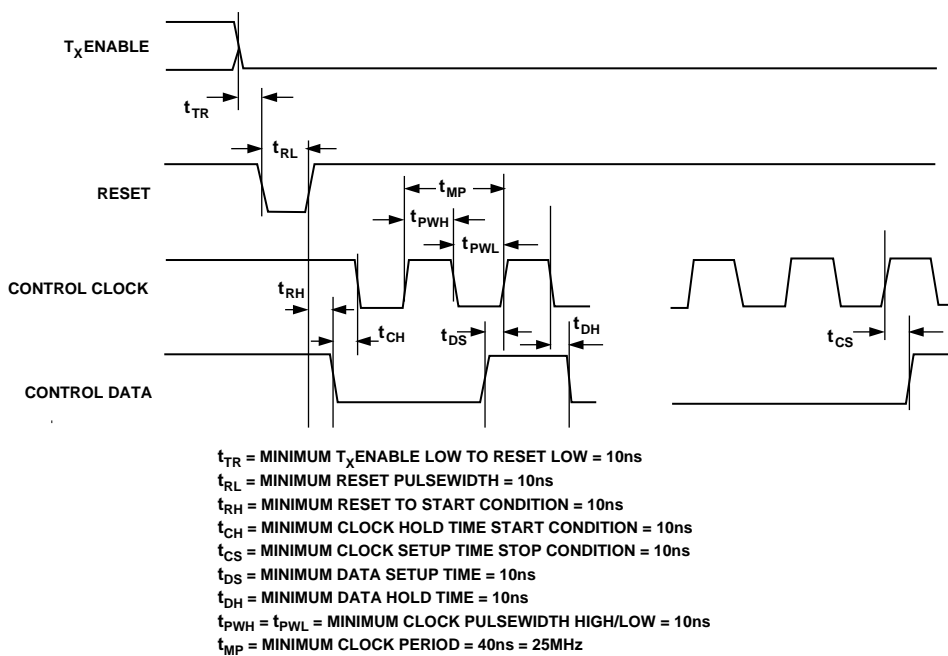 TXENABLE
tTR
tRL
RESET
tMP
tPWH
tPWL
CONTROL CLOCK
tRH
tCH
tDS
tDH
tCS
CONTROL DATA
tTR = MINIMUM TXENABLE LOW TO RESET LOW = 10ns
tRL = MINIMUM RESET PULSEWIDTH = 10ns
tRH = MINIMUM RESET TO START CONDITION = 10ns
tCH = MINIMUM CLOCK HOLD TIME START CONDITION = 10ns
tCS = MINIMUM CLOCK SETUP TIME STOP CONDITION = 10ns
tDS = MINIMUM DATA SETUP TIME = 10ns
tDH = MINIMUM DATA HOLD TIME = 10ns
tPWH = tPWL = MINIMUM CLOCK PULSEWIDTH HIGH/LOW = 10ns
tMP = MINIMUM CLOCK PERIOD = 40ns = 25MHz